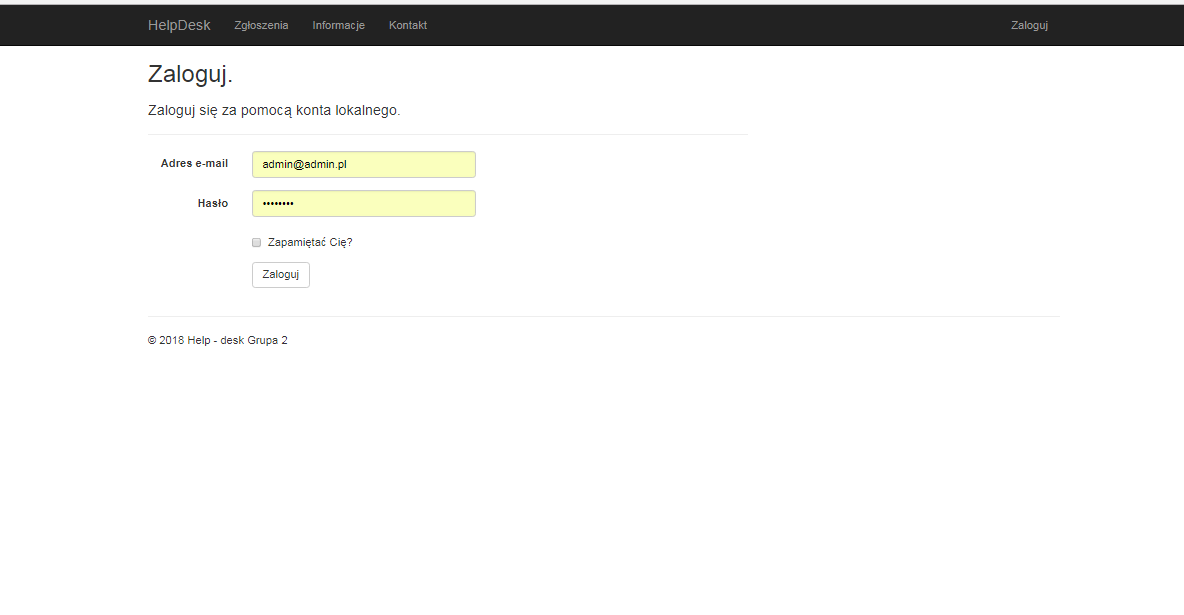 HelpDesk Zgłoszenia Informacje Kontakt Zaloguj
Zaloguj.
Zaloguj się za pomocą konta lokalnego.
Adres e-mail admin@admin.pl
Hasło ••••••••
Zapamiętać Cię?
Zaloguj
© 2018 Help - desk Grupa 2